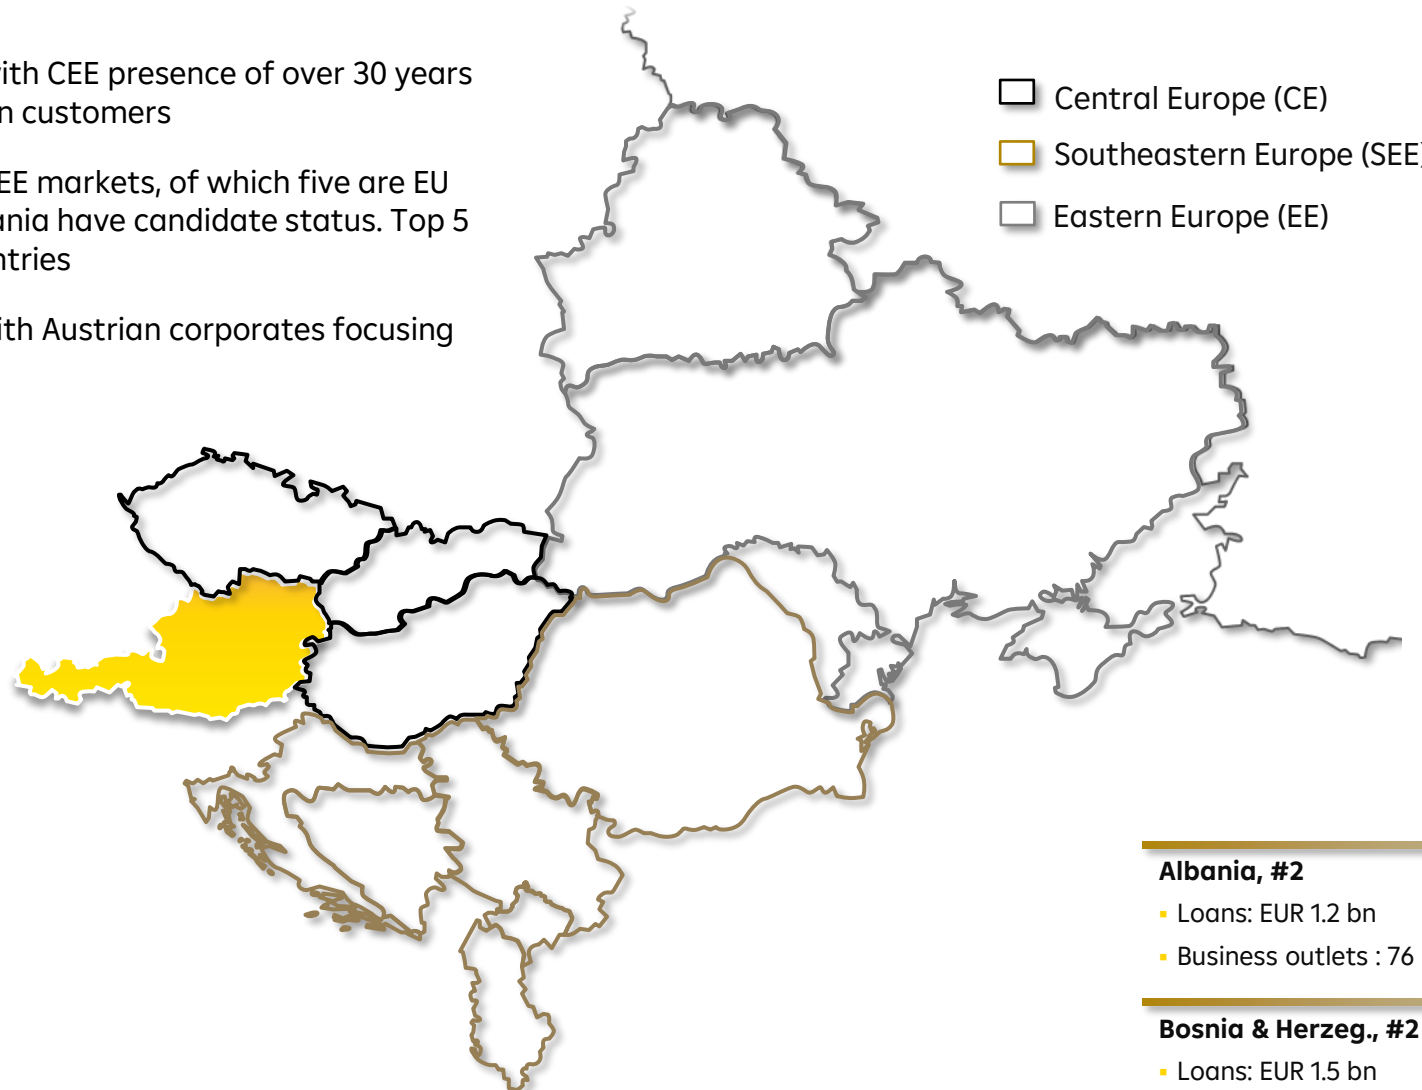 ith CEE presence of over 30 years
n customers
EE markets, of which five are EU
ania have candidate status. Top 5
ntries
ith Austrian corporates focusing
Central Europe (CE)
Southeastern Europe (SEE)
Eastern Europe (EE)
Albania, #2
▪ Loans: EUR 1.2 bn
▪ Business outlets : 76
Bosnia & Herzeg., #2
▪ Loans: EUR 1.5 bn